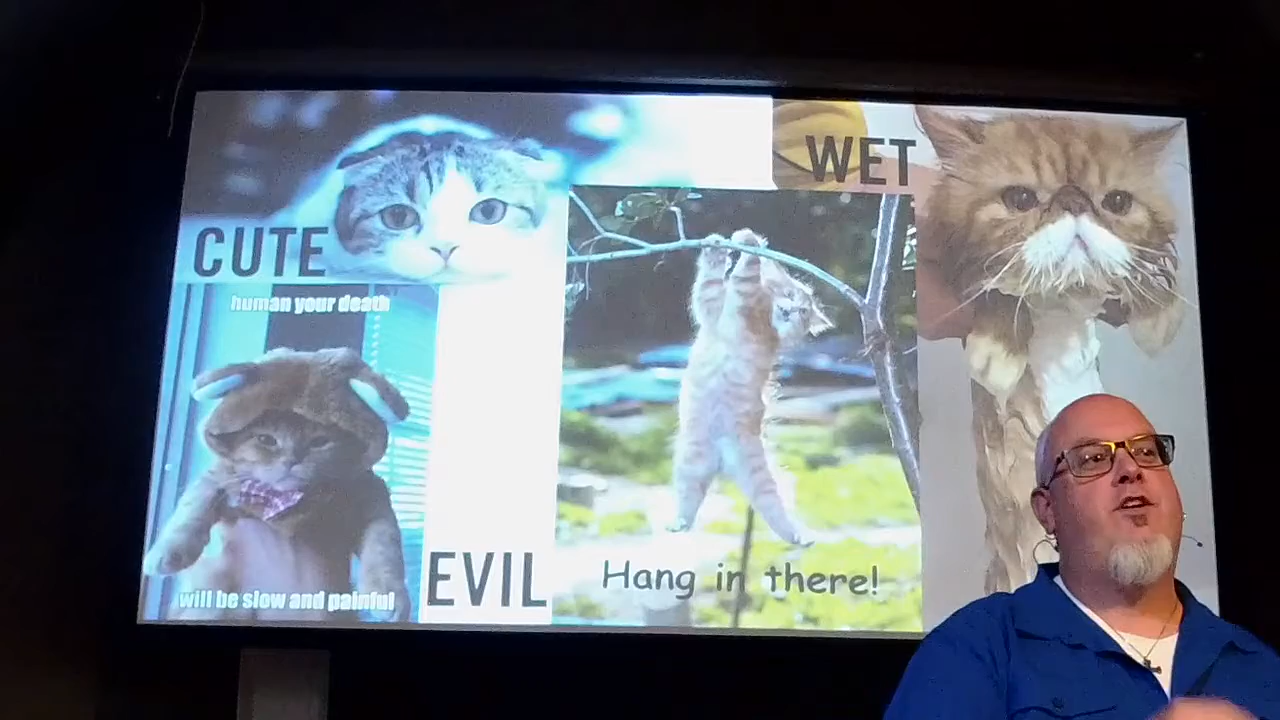 CUTE
human your death
will be slow and painful
EVIL
Hang in there!
WET